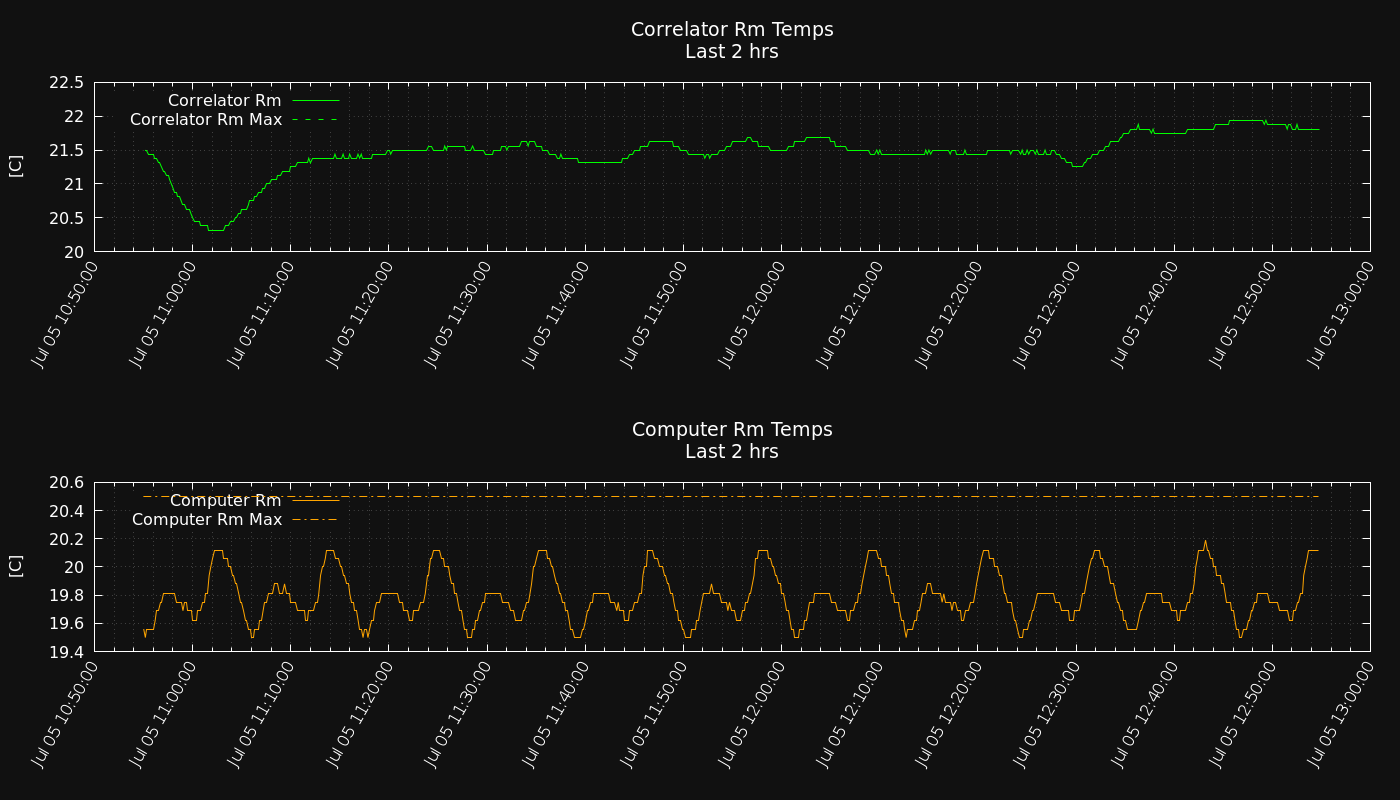 Correlator Rm Temps
Last 2 hrs
22.5
22
21.5
21
20.5
20
[C]
Correlator Rm
Correlator Rm Max
Jul 05 10:50:00
Jul 05 11:00:00
Jul 05 11:10:00
Jul 05 11:20:00
Jul 05 11:30:00
Jul 05 11:40:00
Jul 05 11:50:00
Jul 05 12:00:00
Jul 05 12:10:00
Jul 05 12:20:00
Jul 05 12:30:00
Jul 05 12:40:00
Jul 05 12:50:00
Jul 05 13:00:00
Computer Rm Temps
Last 2 hrs
20.6
20.4
20.2
20
19.8
19.6
19.4
[C]
Computer Rm
Computer Rm Max
Jul 05 10:50:00
Jul 05 11:00:00
Jul 05 11:10:00
Jul 05 11:20:00
Jul 05 11:30:00
Jul 05 11:40:00
Jul 05 11:50:00
Jul 05 12:00:00
Jul 05 12:10:00
Jul 05 12:20:00
Jul 05 12:30:00
Jul 05 12:40:00
Jul 05 12:50:00
Jul 05 13:00:00